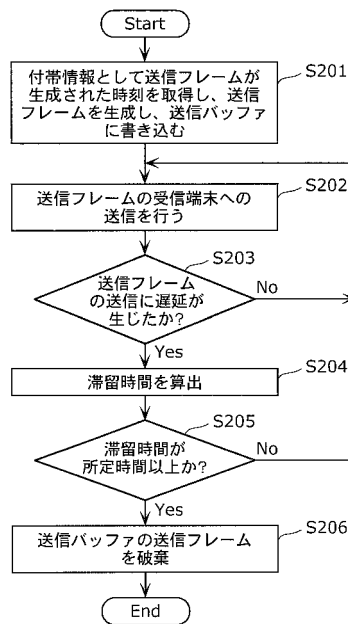 Start
付帯情報として送信フレームが
生成された時刻を取得し、送信
フレームを生成し、送信バッファ
に書き込む
S201
送信フレームの受信端末への
送信を行う
S202
送信フレーム
の送信に遅延が
生じたか?
S203
No
Yes
滞留時間を算出
S204
滞留時間が
所定時間以上か?
S205
No
Yes
送信バッファの送信フレーム
を破棄
S206
End